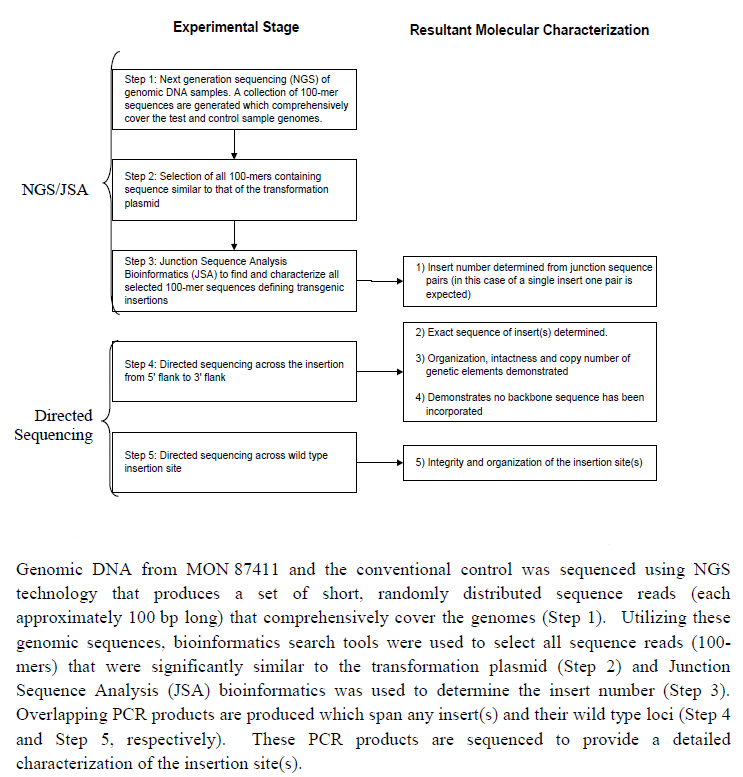 Experimental Stage
Resultant Molecular Characterization
NGS/JSA
Step 1: Next generation sequencing (NGS) of
genomic DNA samples. A collection of 100-mer
sequences are generated which comprehensively
cover the test and control sample genomes.
Step 2: Selection of all 100-mers containing
sequence similar to that of the transformation
plasmid
Step 3: Junction Sequence Analysis
Bioinformatics (JSA) to find and characterize all
selected 100-mer sequences defining transgenic
insertions
1) Insert number determined from junction sequence
pairs (in this case of a single insert one pair is
expected)
Directed
Sequencing
Step 4: Directed sequencing across the insertion
from 5' flank to 3' flank
2) Exact sequence of insert(s) determined.
3) Organization, intactness and copy number of
genetic elements demonstrated
4) Demonstrates no backbone sequence has been
incorporated
Step 5: Directed sequencing across wild type
insertion site
5) Integrity and organization of the insertion site(s)
Genomic DNA from MON 87411 and the conventional control was sequenced using NGS
technology that produces a set of short, randomly distributed sequence reads (each
approximately 100 bp long) that comprehensively cover the genomes (Step 1). Utilizing these
genomic sequences, bioinformatics search tools were used to select all sequence reads (100-
mers) that were significantly similar to the transformation plasmid (Step 2) and Junction
Sequence Analysis (JSA) bioinformatics was used to determine the insert number (Step 3).
Overlapping PCR products are produced which span any insert(s) and their wild type loci (Step 4
and Step 5, respectively). These PCR products are sequenced to provide a detailed
characterization of the insertion site(s).